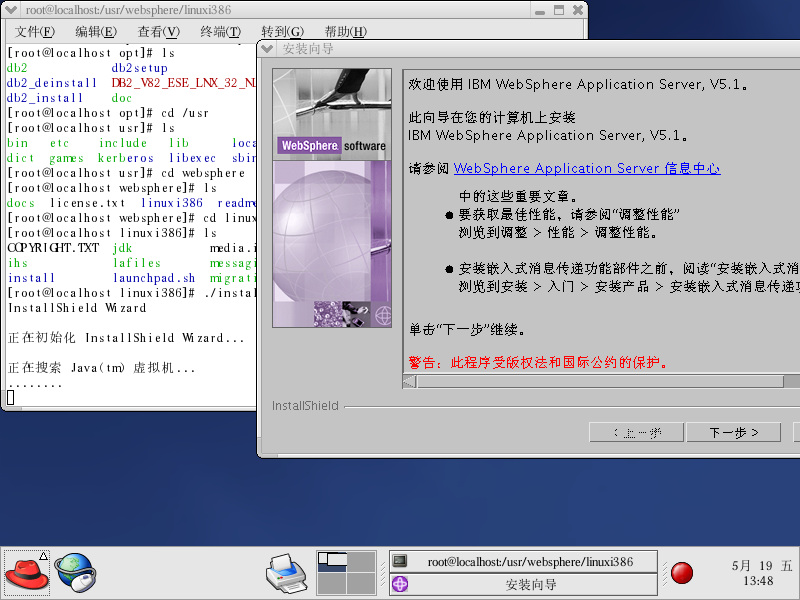 root@localhost:/usr/websphere/linuxi386
文件(F) 编辑(E) 查看(V) 终端(T) 转到(G) 帮助(H)
[root@localhost opt]# ls
db2 db2setup
db2_deinstall DB2_V82_ESE_LNX_32_NL
db2_install doc
[root@localhost opt]# cd /usr
[root@localhost usr]# ls
bin etc include lib loca
dict games kerberos libexec sbin
[root@localhost usr]# cd websphere
[root@localhost websphere]# ls
docs license.txt linuxi386 readme
[root@localhost websphere]# cd linux
[root@localhost linuxi386]# ls
COPYRIGHT.TXT jdk media.i
ihs lafiles messagi
install launchpad.sh migrati
[root@localhost linuxi386]# ./instal
InstallShield Wizard
正在初始化 InstallShield Wizard...
正在搜索 Java(tm) 虚拟机...
........
安装向导
WebSphere. software
欢迎使用 IBM WebSphere Application Server, V5.1。
此向导在您的计算机上安装
IBM WebSphere Application Server, V5.1。
请参阅 WebSphere Application Server 信息中心
中的这些重要文章。
● 要获取最佳性能，请参阅“调整性能”
浏览到调整 > 性能 > 调整性能。
● 安装嵌入式消息传递功能部件之前，阅读“安装嵌入式消
浏览到安装 > 入门 > 安装产品 > 安装嵌入式消息传递功
单击“下一步”继续。
警告：此程序受版权法和国际公约的保护。
InstallShield
< 上一步 下一步 >
root@localhost:/usr/websphere/linuxi386
安装向导
5月 19 五
13:48